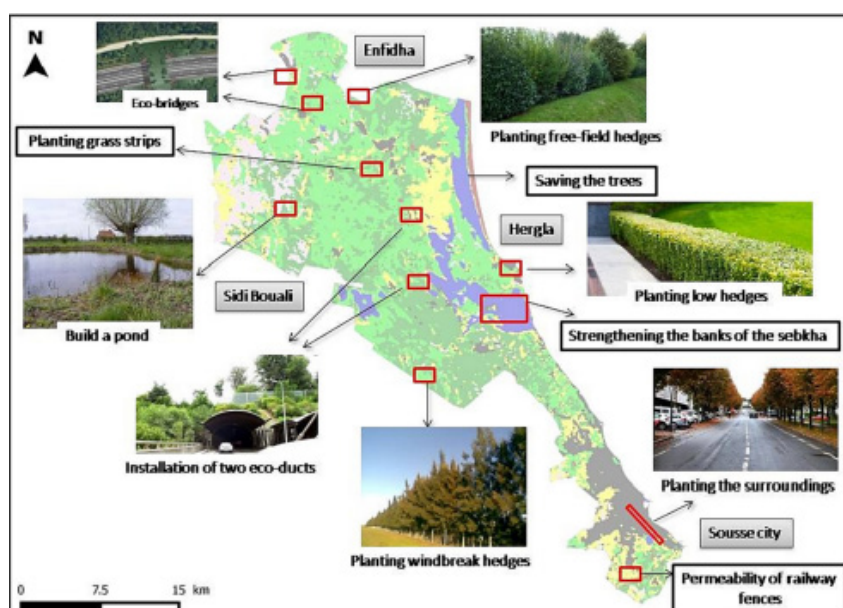 N
Enfidha
Eco-bridges
Planting free-field hedges
Planting grass strips
Saving the trees
Hergla
Sidi Bouali
Planting low hedges
Build a pond
Strengthening the banks of the sebkha
Installation of two eco-ducts
Planting the surroundings
Planting windbreak hedges
Sousse city
Permeability of railway
fences
0 7.5 15 km